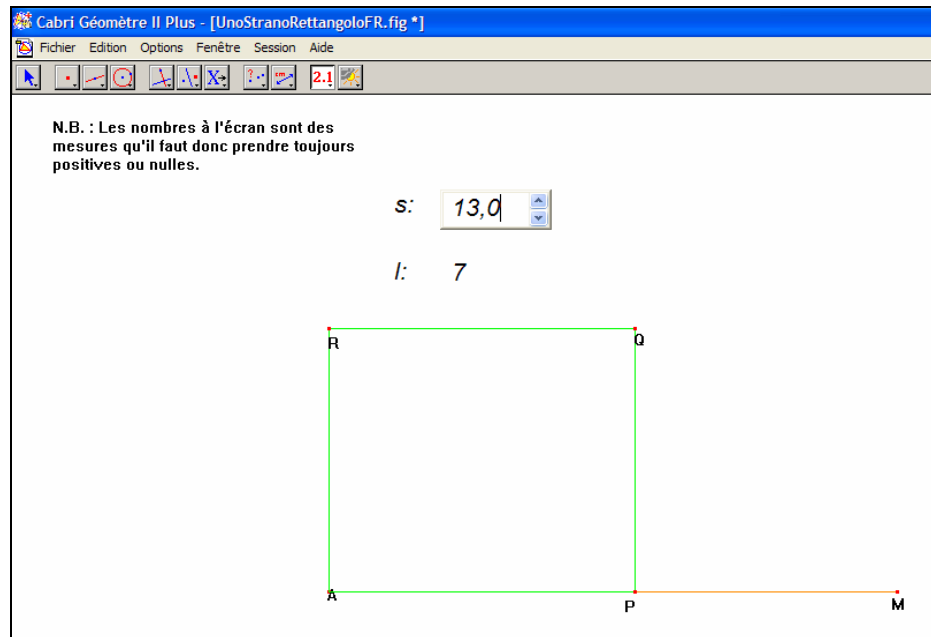 Cabri Géomètre II Plus - [UnoStranoRettangoloFR.fig *]
Fichier Edition Options Fenêtre Session Aide
X→ ? cm 2.1
N.B. : Les nombres à l'écran sont des
mesures qu'il faut donc prendre toujours
positives ou nulles.
s: 13,0
l: 7
R Q
A P M